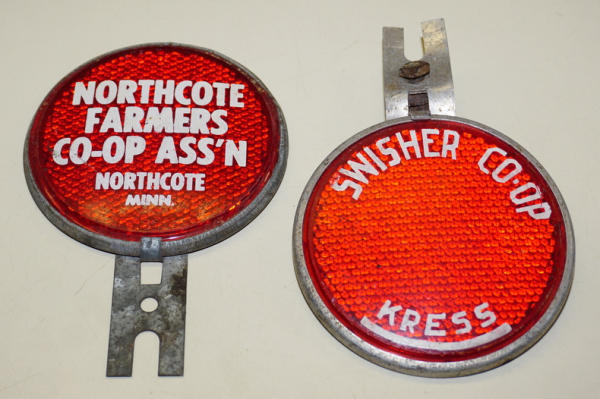 NORTHCOTE
FARMERS
CO-OP ASS'N
NORTHCOTE
MINN.
SWISHER CO-OP
KRESS